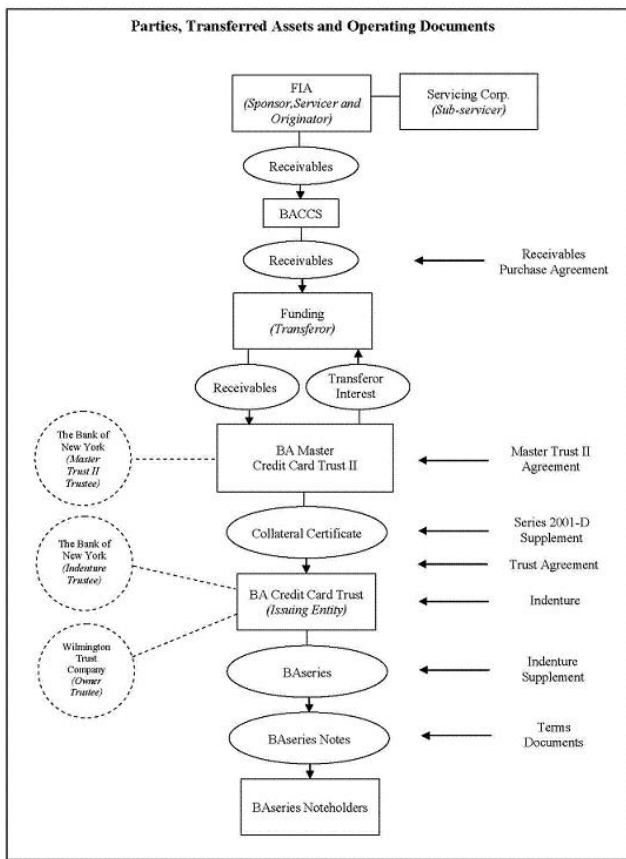 Parties, Transferred Assets and Operating Documents
FIA
(Sponsor,Servicer and
Originator)
Servicing Corp.
(Sub-servicer)
Receivables
BACCS
Receivables
Receivables
Purchase Agreement
Funding
(Transferor)
Receivables
Transferor
Interest
The Bank of
New York
(Master
Trust II
Trustee)
BA Master
Credit Card Trust II
Master Trust II
Agreement
Collateral Certificate
Series 2001-D
Supplement
The Bank of
New York
(Indenture
Trustee)
Trust Agreement
BA Credit Card Trust
(Issuing Entity)
Indenture
Wilmington
Trust
Company
(Owner
Trustee)
BAseries
Indenture
Supplement
BAseries Notes
Terms
Documents
BAseries Noteholders